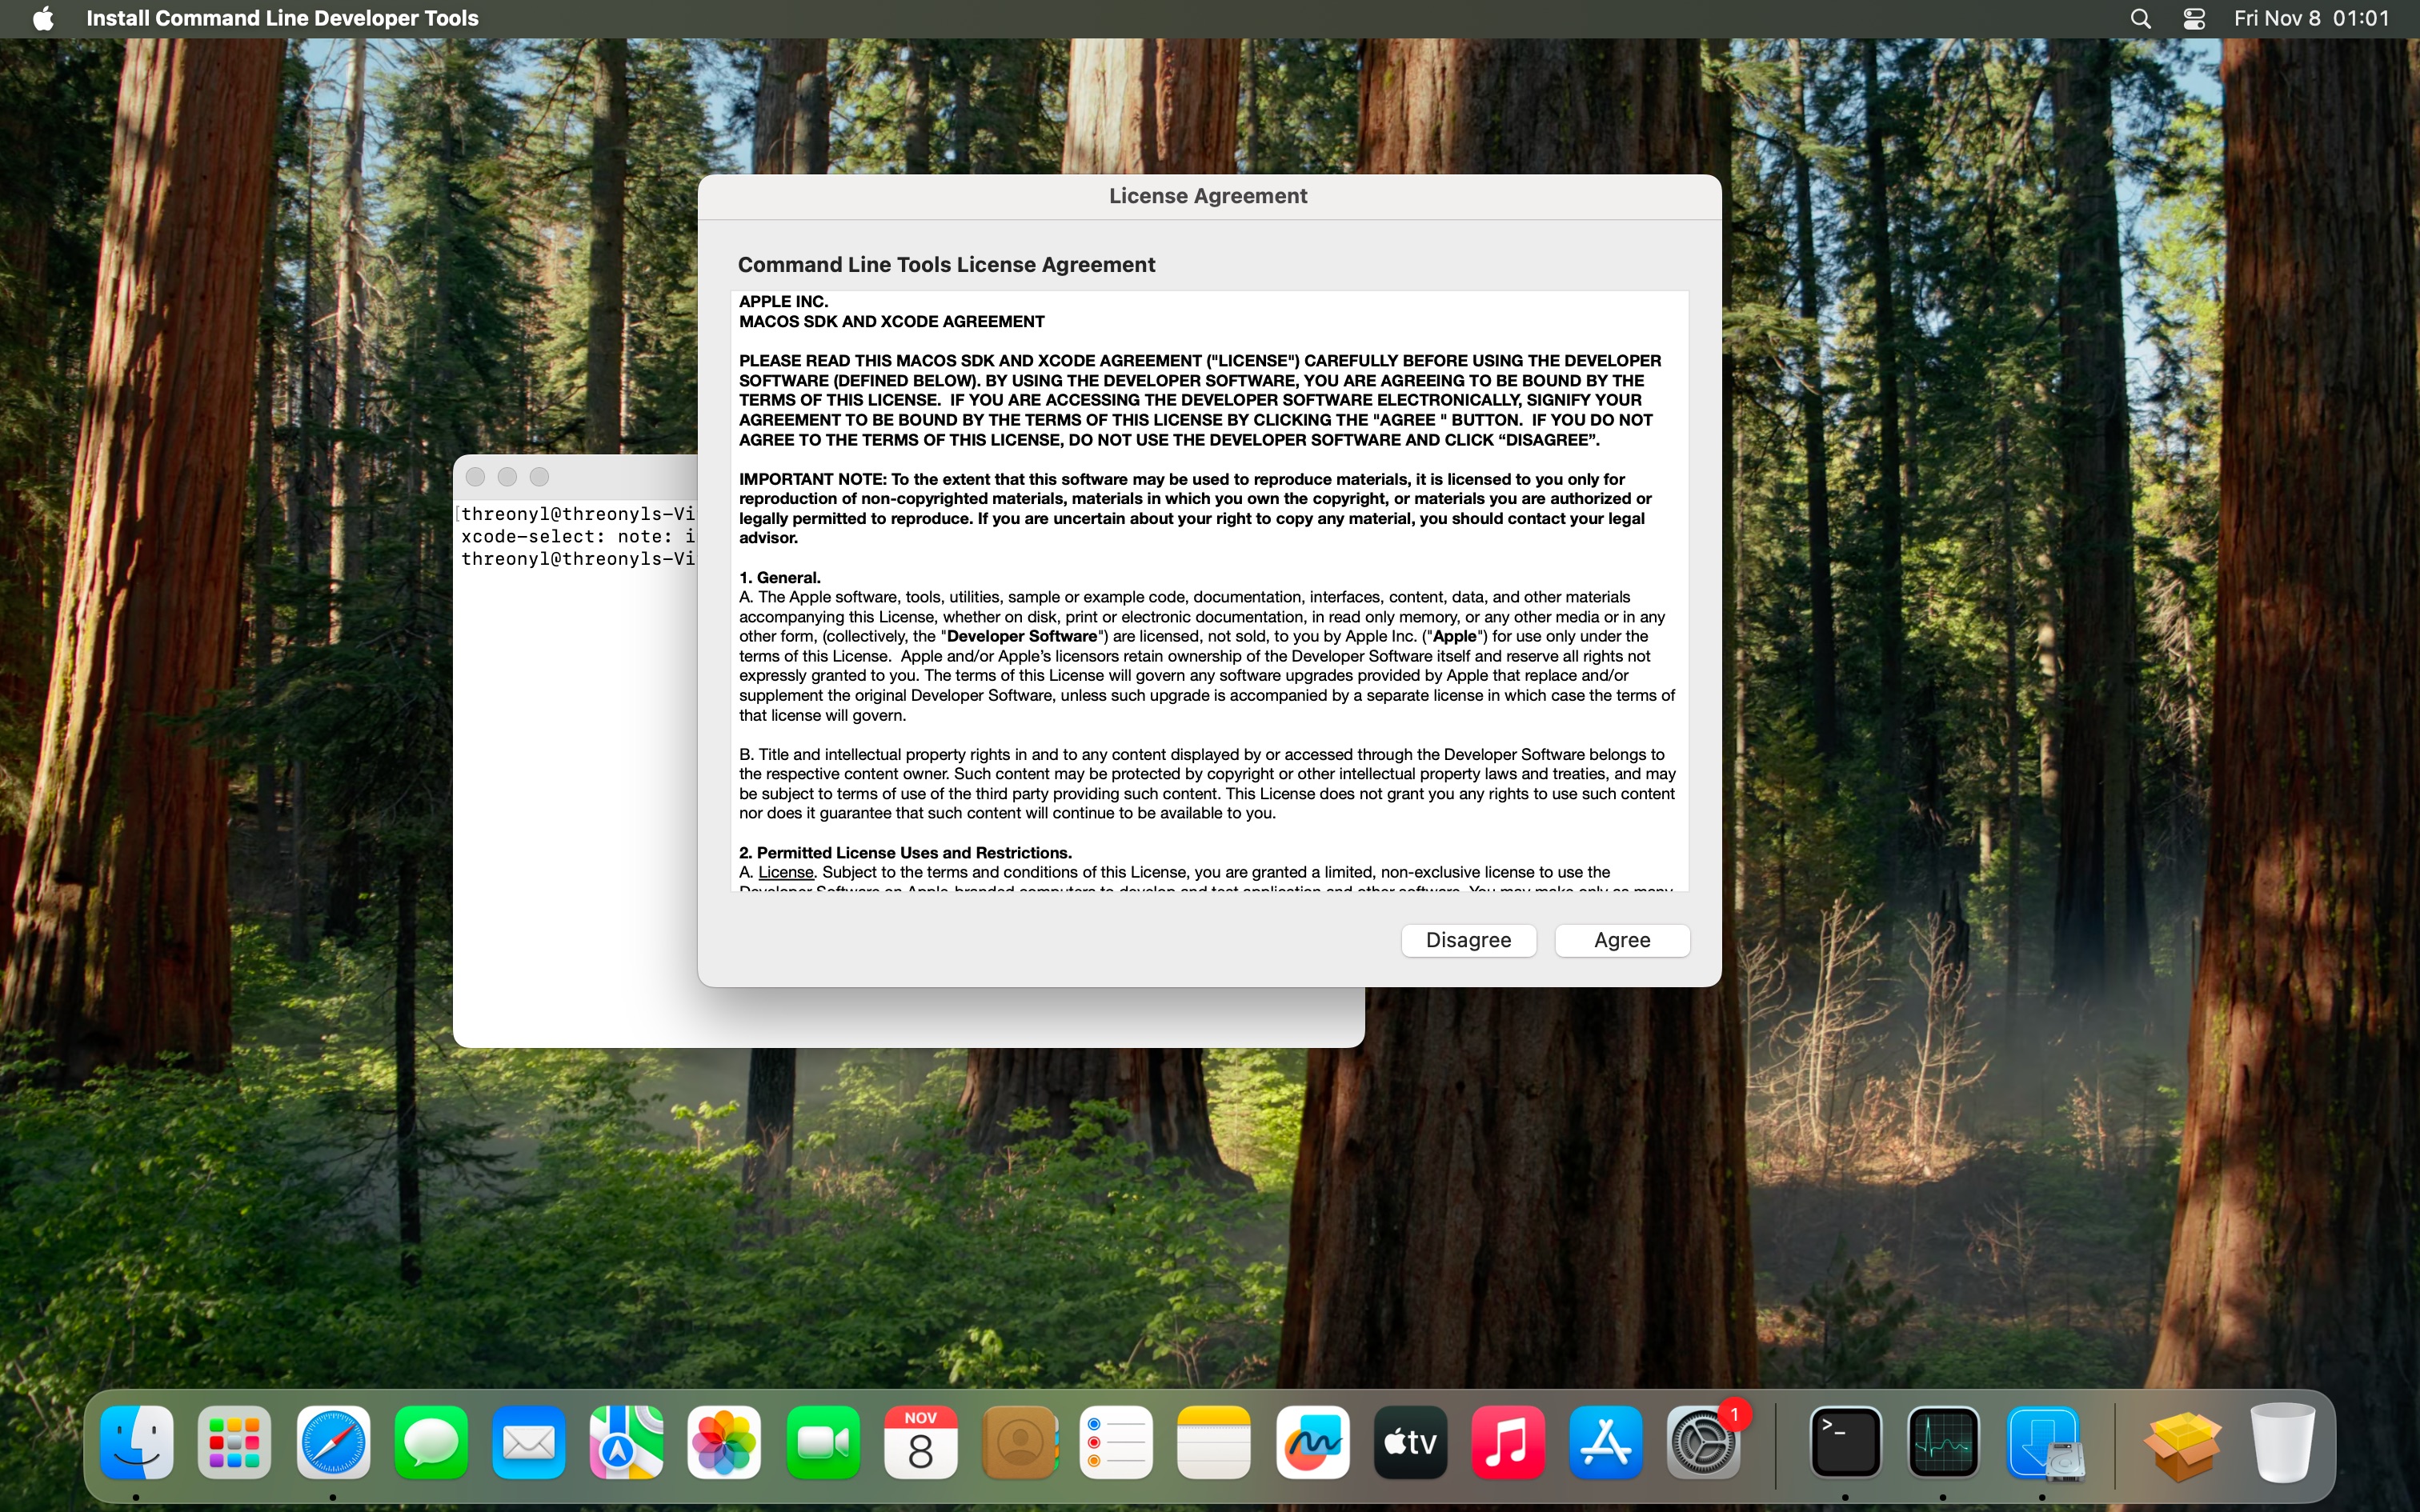 Install Command Line Developer Tools
Fri Nov 8 01:01
License Agreement
Command Line Tools License Agreement
APPLE INC.
MACOS SDK AND XCODE AGREEMENT
PLEASE READ THIS MACOS SDK AND XCODE AGREEMENT ("LICENSE") CAREFULLY BEFORE USING THE DEVELOPER
SOFTWARE (DEFINED BELOW). BY USING THE DEVELOPER SOFTWARE, YOU ARE AGREEING TO BE BOUND BY THE
TERMS OF THIS LICENSE.  IF YOU ARE ACCESSING THE DEVELOPER SOFTWARE ELECTRONICALLY, SIGNIFY YOUR
AGREEMENT TO BE BOUND BY THE TERMS OF THIS LICENSE BY CLICKING THE "AGREE " BUTTON.  IF YOU DO NOT
AGREE TO THE TERMS OF THIS LICENSE, DO NOT USE THE DEVELOPER SOFTWARE AND CLICK “DISAGREE”.
IMPORTANT NOTE: To the extent that this software may be used to reproduce materials, it is licensed to you only for
reproduction of non-copyrighted materials, materials in which you own the copyright, or materials you are authorized or
legally permitted to reproduce. If you are uncertain about your right to copy any material, you should contact your legal
advisor.
1. General.
A. The Apple software, tools, utilities, sample or example code, documentation, interfaces, content, data, and other materials
accompanying this License, whether on disk, print or electronic documentation, in read only memory, or any other media or in any
other form, (collectively, the "Developer Software") are licensed, not sold, to you by Apple Inc. ("Apple") for use only under the
terms of this License.  Apple and/or Apple’s licensors retain ownership of the Developer Software itself and reserve all rights not
expressly granted to you. The terms of this License will govern any software upgrades provided by Apple that replace and/or
supplement the original Developer Software, unless such upgrade is accompanied by a separate license in which case the terms of
that license will govern.
B. Title and intellectual property rights in and to any content displayed by or accessed through the Developer Software belongs to
the respective content owner. Such content may be protected by copyright or other intellectual property laws and treaties, and may
be subject to terms of use of the third party providing such content. This License does not grant you any rights to use such content
nor does it guarantee that such content will continue to be available to you.
2. Permitted License Uses and Restrictions.
A. License. Subject to the terms and conditions of this License, you are granted a limited, non-exclusive license to use the
Developer Software on Apple-branded computers to develop and test application and other software. You may make only as many
Disagree
Agree
[threonyl@threonyls-Vi
xcode-select: note: i
threonyl@threonyls-Vi
NOV
8
tv
1
>_